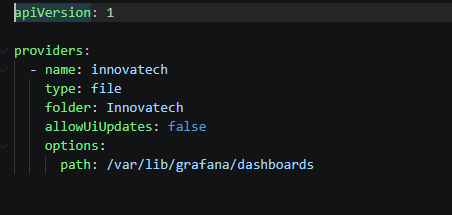 apiVersion: 1
providers:
  - name: innovatech
    type: file
    folder: Innovatech
    allowUiUpdates: false
    options:
      path: /var/lib/grafana/dashboards